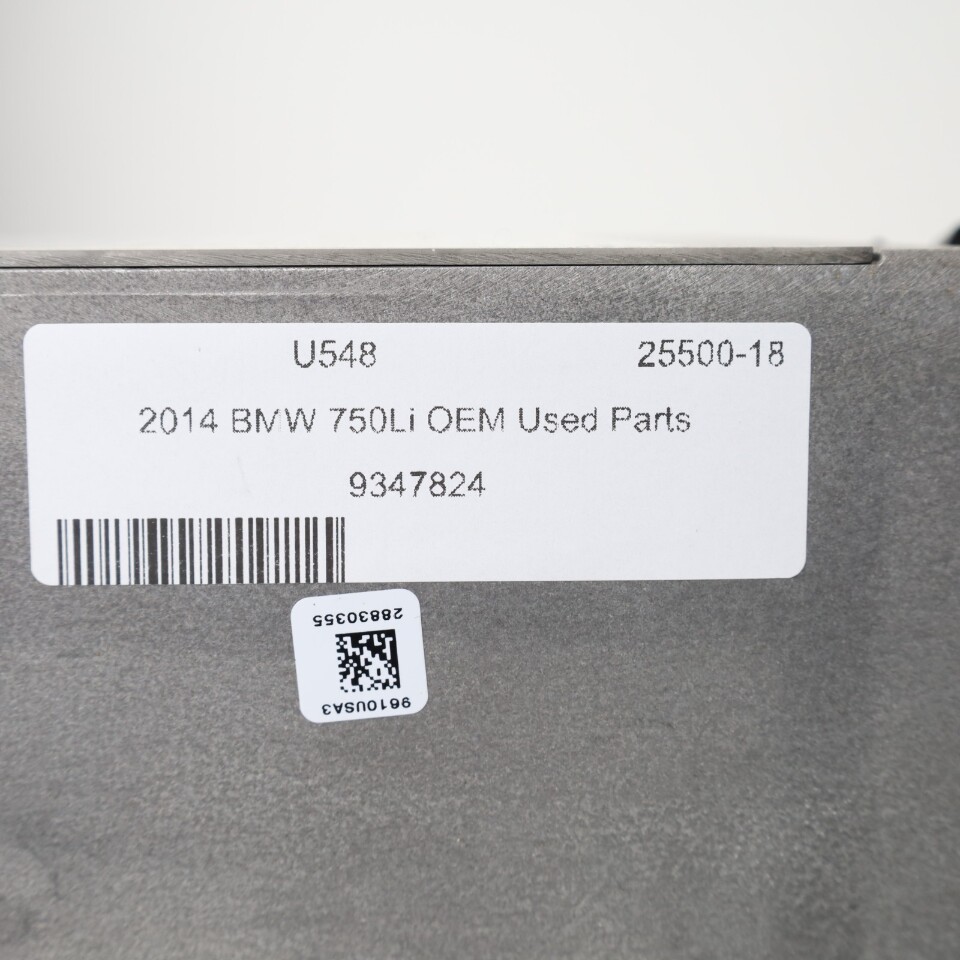 U548 25500-18
2014 BMW 750Li OEM Used Parts
9347824
9610USA3
28830355